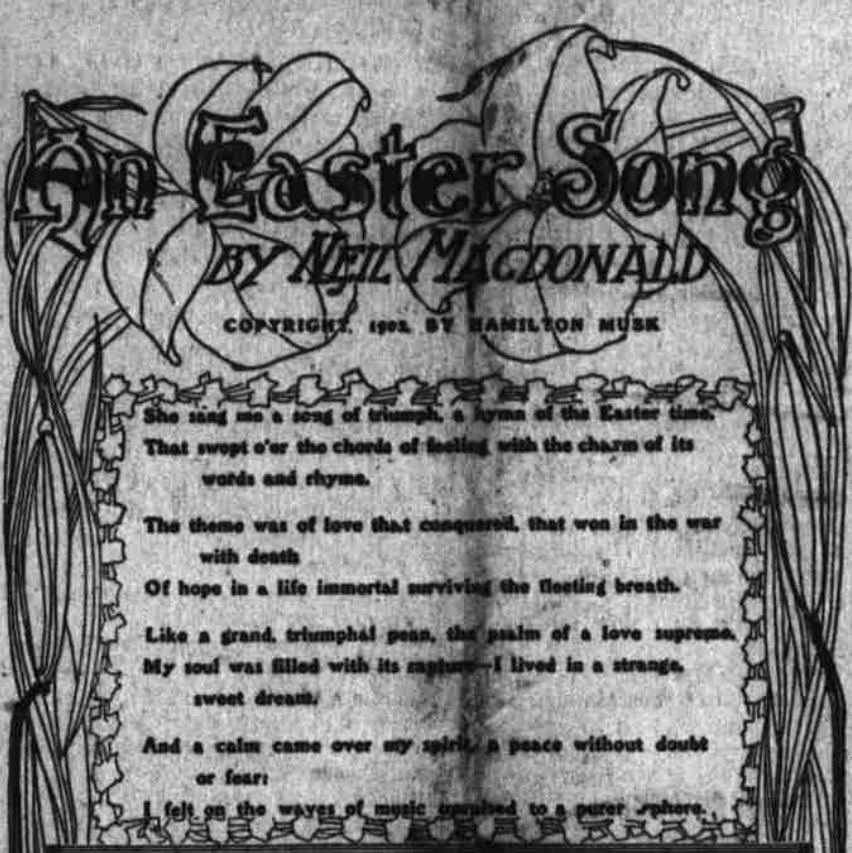 An Easter Song
BY NEIL MACDONALD
COPYRIGHT, 1902, BY HAMILTON MUSK
She sang me a song of triumph, a hymn of the Easter time,
That swept o'er the chords of feeling with the charm of its
words and rhyme.
The theme was of love that conquered, that won in the war
with death
Of hope in a life immortal surviving the fleeting breath.
Like a grand, triumphal pean, the psalm of a love supreme,
My soul was filled with its rapture—I lived in a strange,
sweet dream.
And a calm came over my spirit, a peace without doubt
or fear;
I felt on the waves of music upraised to a purer sphere.